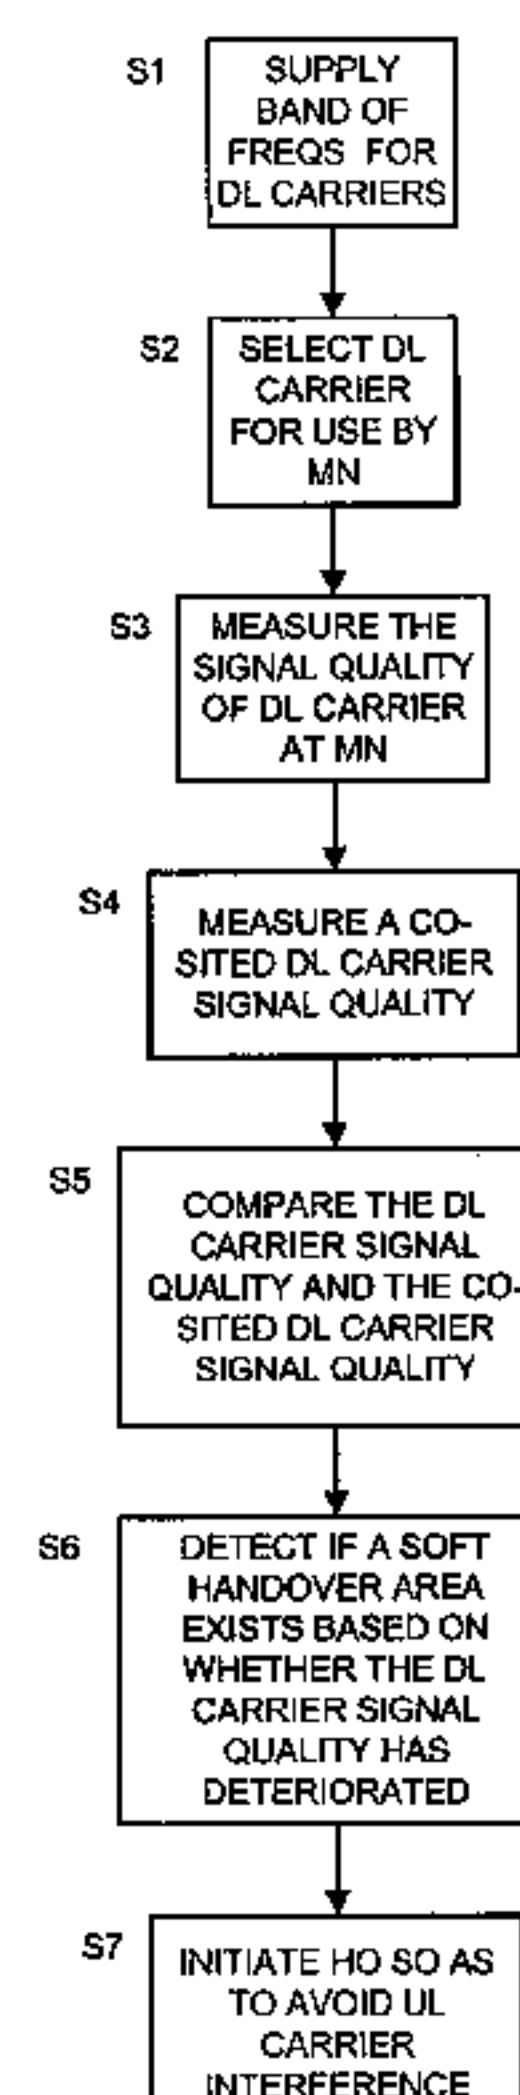 S1
SUPPLY
BAND OF
FREQS FOR
DL CARRIERS
S2
SELECT DL
CARRIER
FOR USE BY
MN
S3
MEASURE THE
SIGNAL QUALITY
OF DL CARRIER
AT MN
S4
MEASURE A CO-
SITED DL CARRIER
SIGNAL QUALITY
S5
COMPARE THE DL
CARRIER SIGNAL
QUALITY AND THE CO-
SITED DL CARRIER
SIGNAL QUALITY
S6
DETECT IF A SOFT
HANDOVER AREA
EXISTS BASED ON
WHETHER THE DL
CARRIER SIGNAL
QUALITY HAS
DETERIORATED
S7
INITIATE HO SO AS
TO AVOID UL
CARRIER
INTERFERENCE